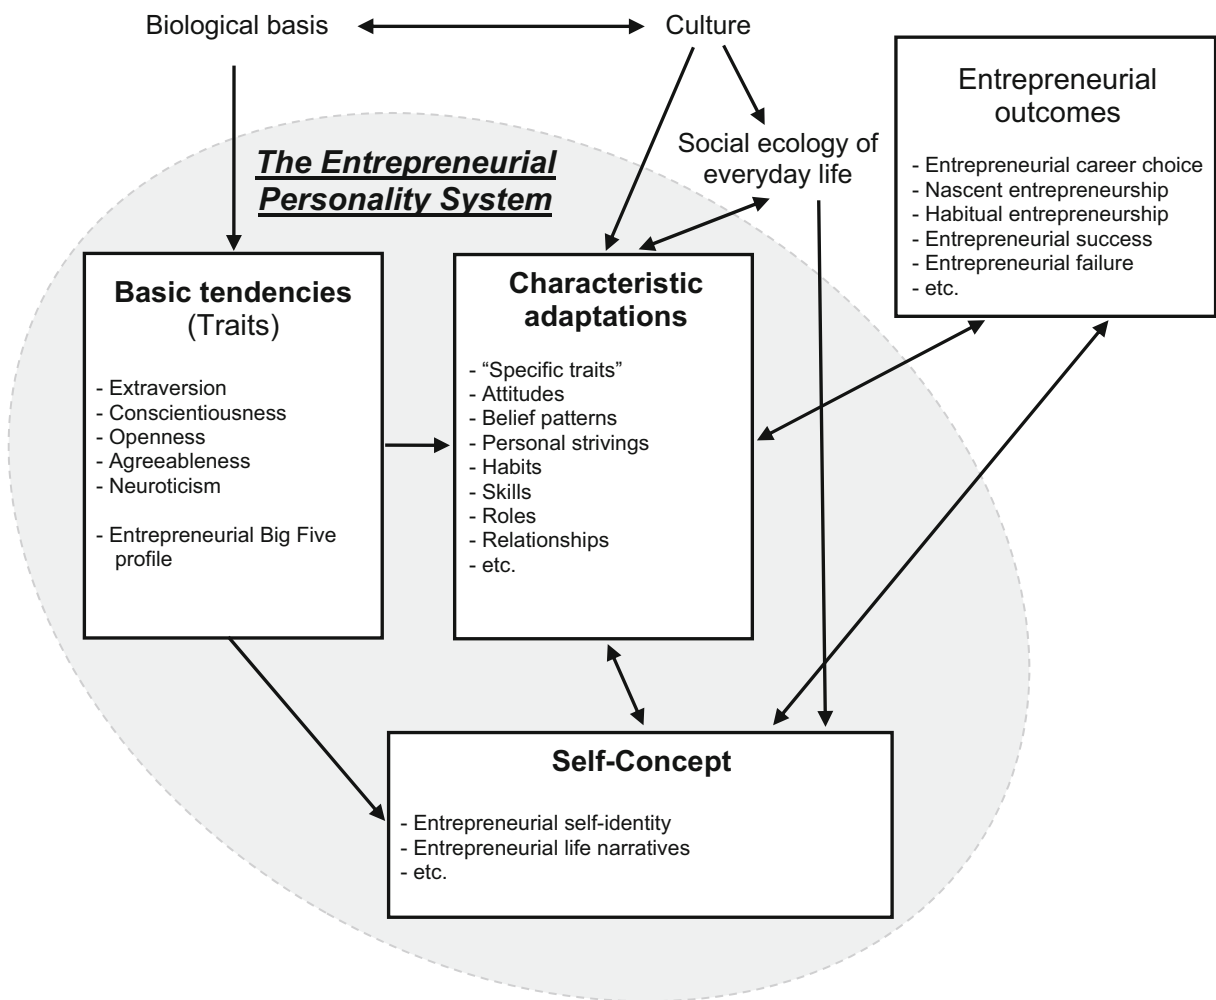 Biological basis
Culture
Entrepreneurial
outcomes
- Entrepreneurial career choice
- Nascent entrepreneurship
- Habitual entrepreneurship
- Entrepreneurial success
- Entrepreneurial failure
- etc.
Social ecology of
everyday life
The Entrepreneurial
Personality System
Basic tendencies
(Traits)
- Extraversion
- Conscientiousness
- Openness
- Agreeableness
- Neuroticism
- Entrepreneurial Big Five
profile
Characteristic
adaptations
- “Specific traits”
- Attitudes
- Belief patterns
- Personal strivings
- Habits
- Skills
- Roles
- Relationships
- etc.
Self-Concept
- Entrepreneurial self-identity
- Entrepreneurial life narratives
- etc.